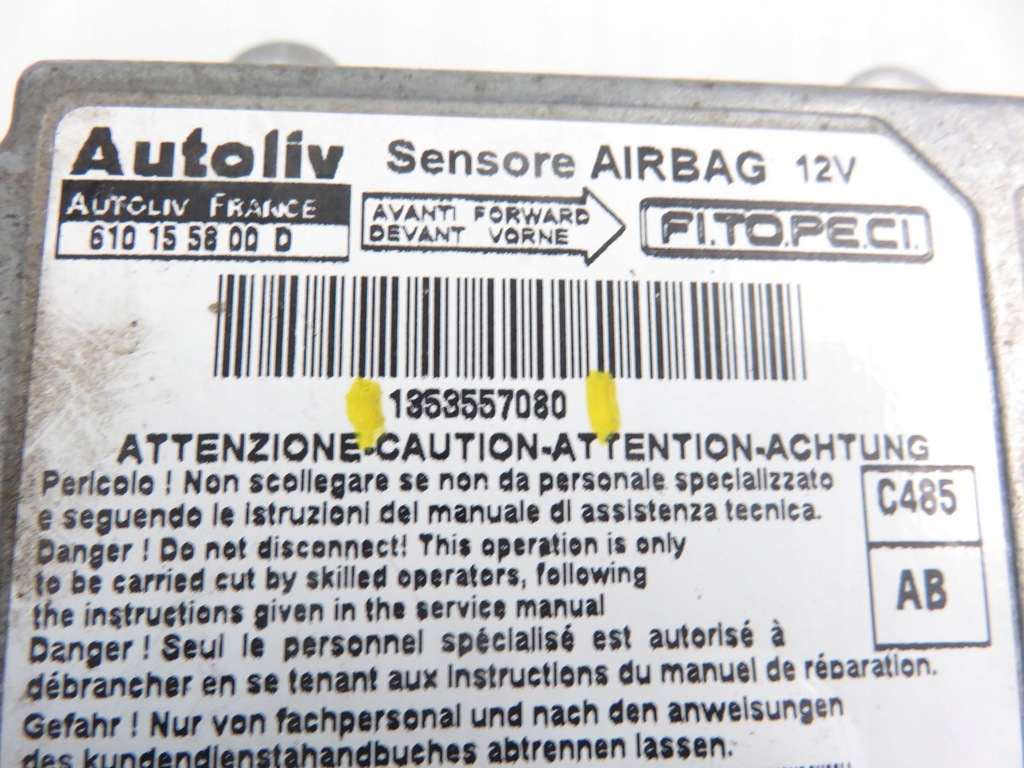 Autoliv Sensore AIRBAG 12V
AUTOLIV FRANCE
610 15 58 00 D
AVANTI FORWARD
DEVANT VORNE
FI.TO.PE.CI.
1353557080
ATTENZIONE-CAUTION-ATTENTION-ACHTUNG
Pericolo ! Non scollegare se non da personale specializzato
e seguendo le istruzioni del manuale di assistenza tecnica.
Danger ! Do not disconnect! This operation is only
to be carried cut by skilled operators, following
the instructions given in the service manual
Danger ! Seul le personnel spécialisé est autorisé à
débrancher en se tenant aux instructions du manuel de réparation.
Gefahr ! Nur von fachpersonal und nach den anweisungen
des kundendienstahandbuches abtrennen lassen.
C485
AB